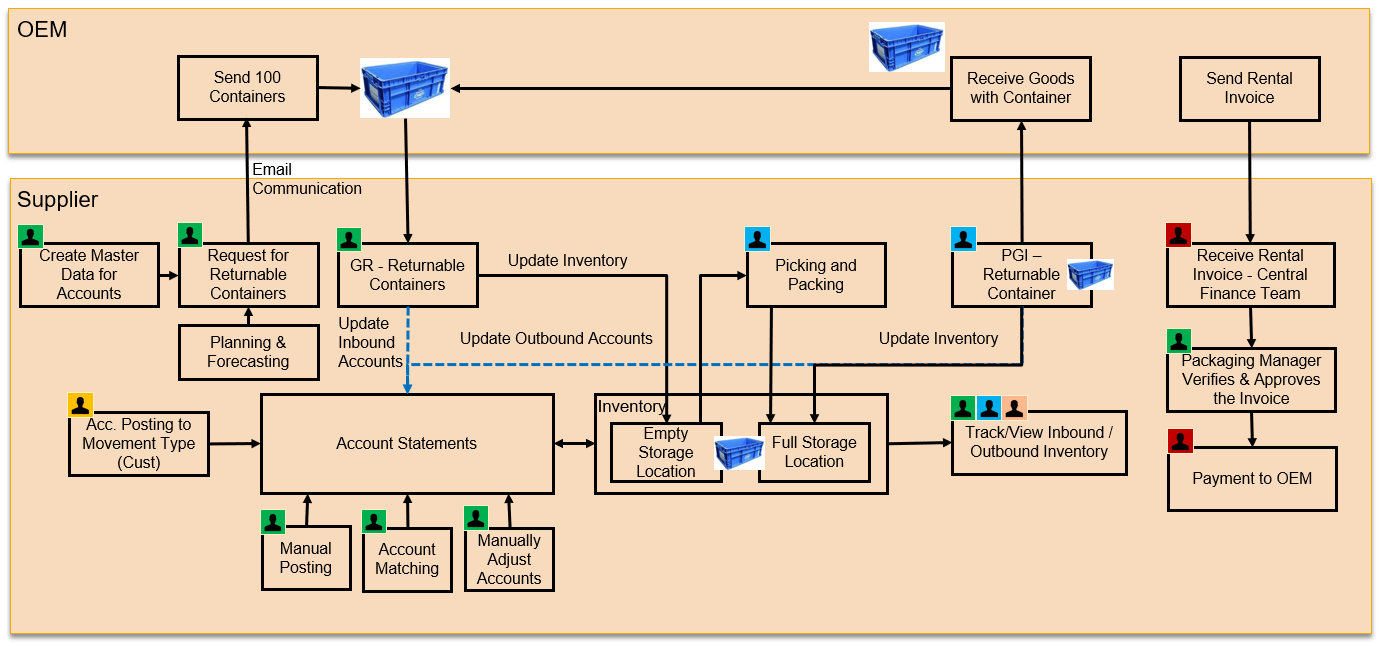 OEM
Send 100
Containers
Receive Goods
with Container
Send Rental
Invoice
Email
Communication
Supplier
Create Master
Data for
Accounts
Request for
Returnable
Containers
GR - Returnable
Containers
Update Inventory
Picking and
Packing
PGI –
Returnable
Container
Receive Rental
Invoice - Central
Finance Team
Planning &
Forecasting
Update
Inbound
Accounts
Update Outbound Accounts
Update Inventory
Packaging Manager
Verifies & Approves
the Invoice
Acc. Posting to
Movement Type
(Cust)
Account Statements
Inventory
Empty
Storage
Location
Full Storage
Location
Track/View Inbound /
Outbound Inventory
Payment to OEM
Manual
Posting
Account
Matching
Manually
Adjust
Accounts